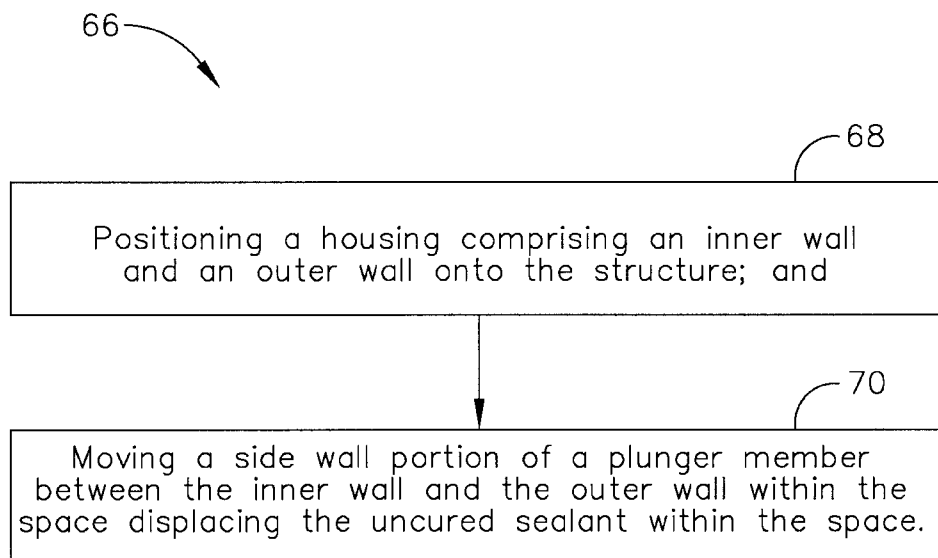 66
68
Positioning a housing comprising an inner wall
and an outer wall onto the structure; and
70
Moving a side wall portion of a plunger member
between the inner wall and the outer wall within the
space displacing the uncured sealant within the space.